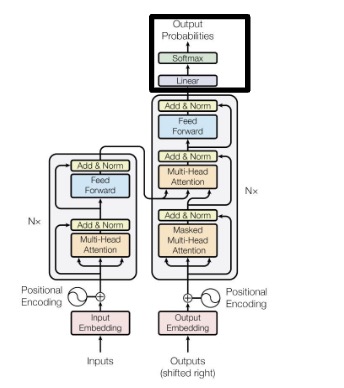 Output
Probabilities
Softmax
Linear
Add & Norm
Feed
Forward
Add & Norm
Multi-Head
Attention
Add & Norm
Masked
Multi-Head
Attention
Nx
Positional
Encoding
Output
Embedding
Outputs
(shifted right)
Add & Norm
Feed
Forward
Add & Norm
Multi-Head
Attention
Nx
Positional
Encoding
Input
Embedding
Inputs